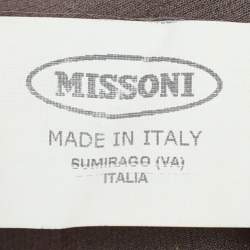 MISSONI
MADE IN ITALY
SUMIRAGO (VA)
ITALIA